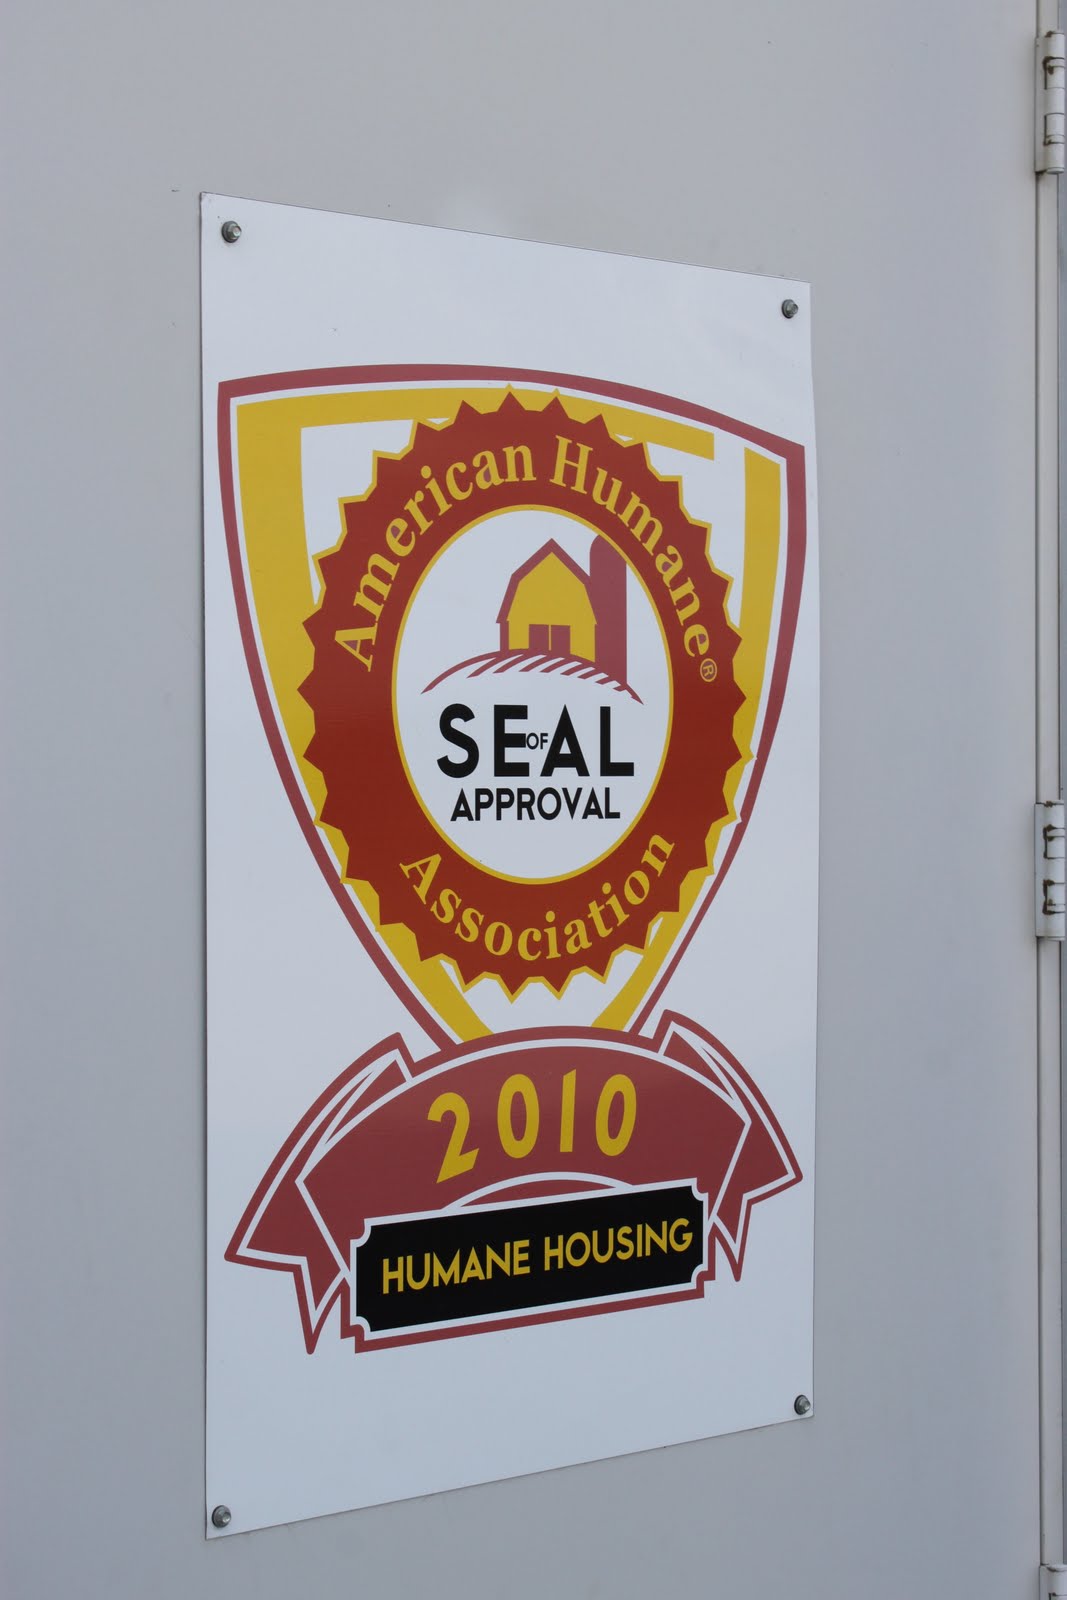 American Humane®
SEAL
OF
APPROVAL
Association
2010
HUMANE HOUSING